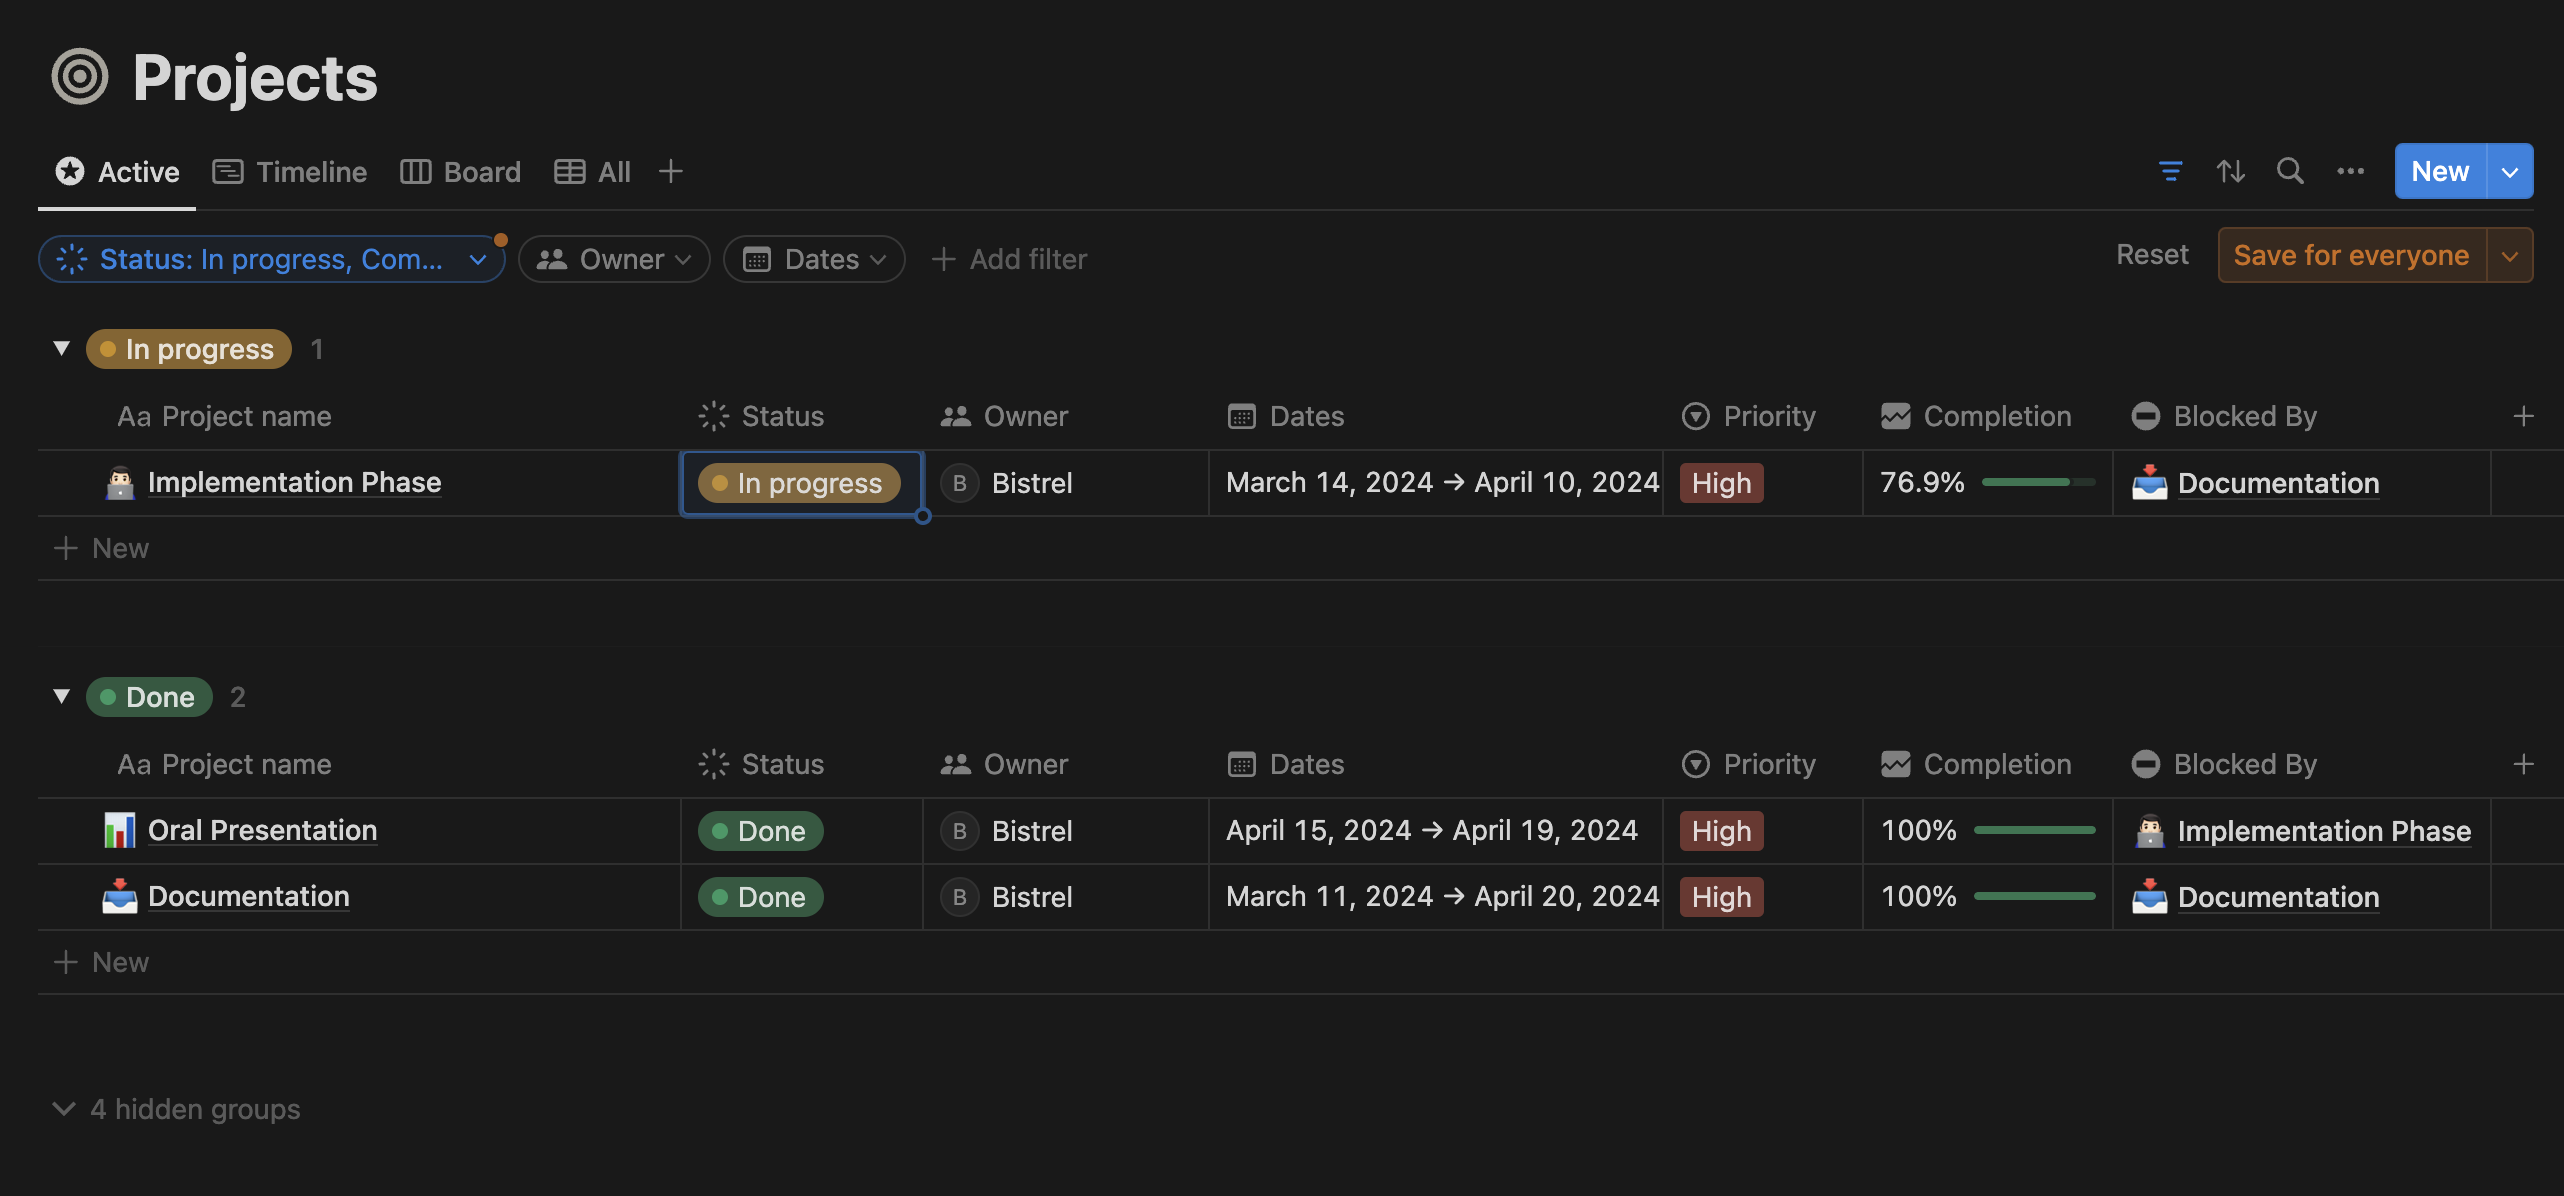 Projects
Active Timeline Board All
New
Status: In progress, Com... Owner Dates Add filter
Reset Save for everyone
In progress 1
Aa Project name Status Owner Dates Priority Completion Blocked By
Implementation Phase In progress B Bistrel March 14, 2024 → April 10, 2024 High 76.9% Documentation
New
Done 2
Aa Project name Status Owner Dates Priority Completion Blocked By
Oral Presentation Done B Bistrel April 15, 2024 → April 19, 2024 High 100% Implementation Phase
Documentation Done B Bistrel March 11, 2024 → April 20, 2024 High 100% Documentation
New
4 hidden groups